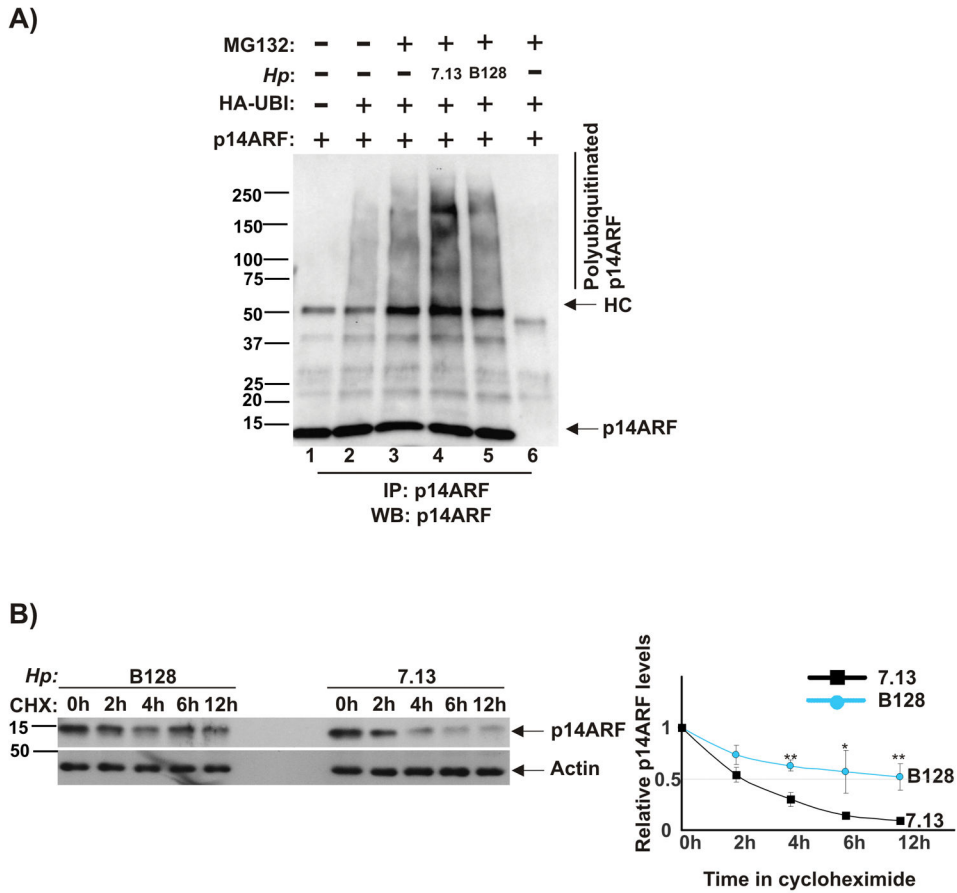 A)
MG132: - - + + + +
Hp: - - - 7.13 B128 -
HA-UBI: - + + + + +
p14ARF: + + + + + +
250
150
100
75
50
37
25
20
15
Polyubiquitinated
p14ARF
HC
p14ARF
1 2 3 4 5 6
IP: p14ARF
WB: p14ARF
B)
Hp: B128 7.13
CHX: 0h 2h 4h 6h 12h 0h 2h 4h 6h 12h
15
p14ARF
50
Actin
Relative p14ARF levels
7.13
B128
1
0.5
0
** * **
B128
7.13
0h 2h 4h 6h 12h
Time in cycloheximide